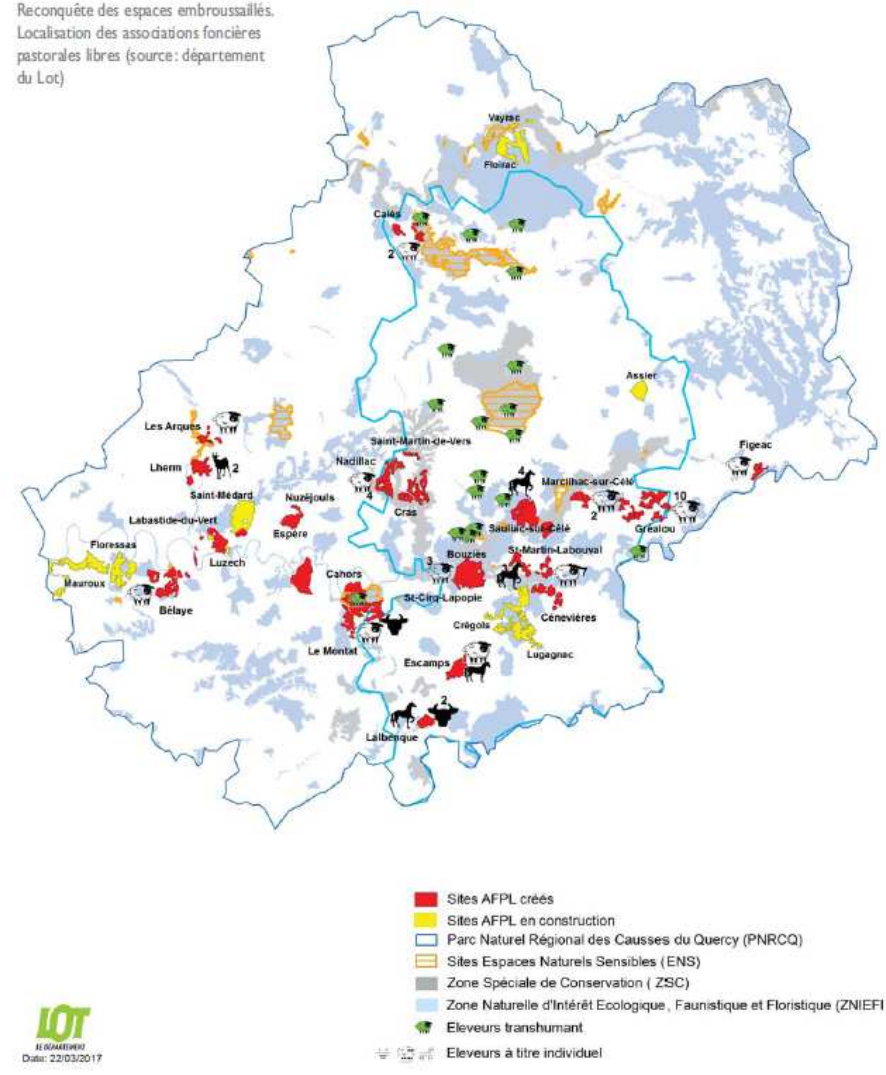 Reconquête des espaces embroussaillés.
Localisation des associations foncières
pastorales libres (source : département
du Lot)
Vayrac
Floirac
Calès
2
Assier
Les Arques
Saint-Martin-de-Vers
Figeac
Lherm
2
Nadillac
4
4
Marcilhac-sur-Célé
10
Saint-Médard
Nuzéjouls
Cras
2
Gréalou
Labastide-du-Vert
Espère
Sauliac-sur-Célé
Floressas
Luzech
Bouziès
St-Martin-Labouval
3
Mauroux
Cahors
St-Cirq-Lapopie
Bélaye
Crégols
Cénevières
Le Montat
Lugagnac
Escamps
2
Lalbenque
Sites AFPL créés
Sites AFPL en construction
Parc Naturel Régional des Causses du Quercy (PNRCQ)
Sites Espaces Naturels Sensibles (ENS)
Zone Spéciale de Conservation ( ZSC)
Zone Naturelle d'Intérêt Ecologique, Faunistique et Floristique (ZNIEFI
Eleveurs transhumant
Eleveurs à titre individuel
LOT
LE DÉPARTEMENT
Date: 22/03/2017